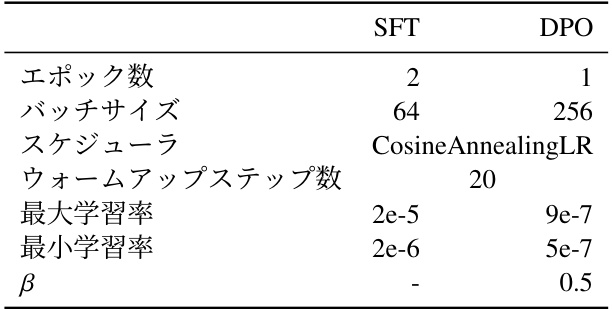 SFT DPO
エポック数 2 1
バッチサイズ 64 256
スケジューラ CosineAnnealingLR
ウォームアップステップ数 20
最大学習率 2e-5 9e-7
最小学習率 2e-6 5e-7
β - 0.5